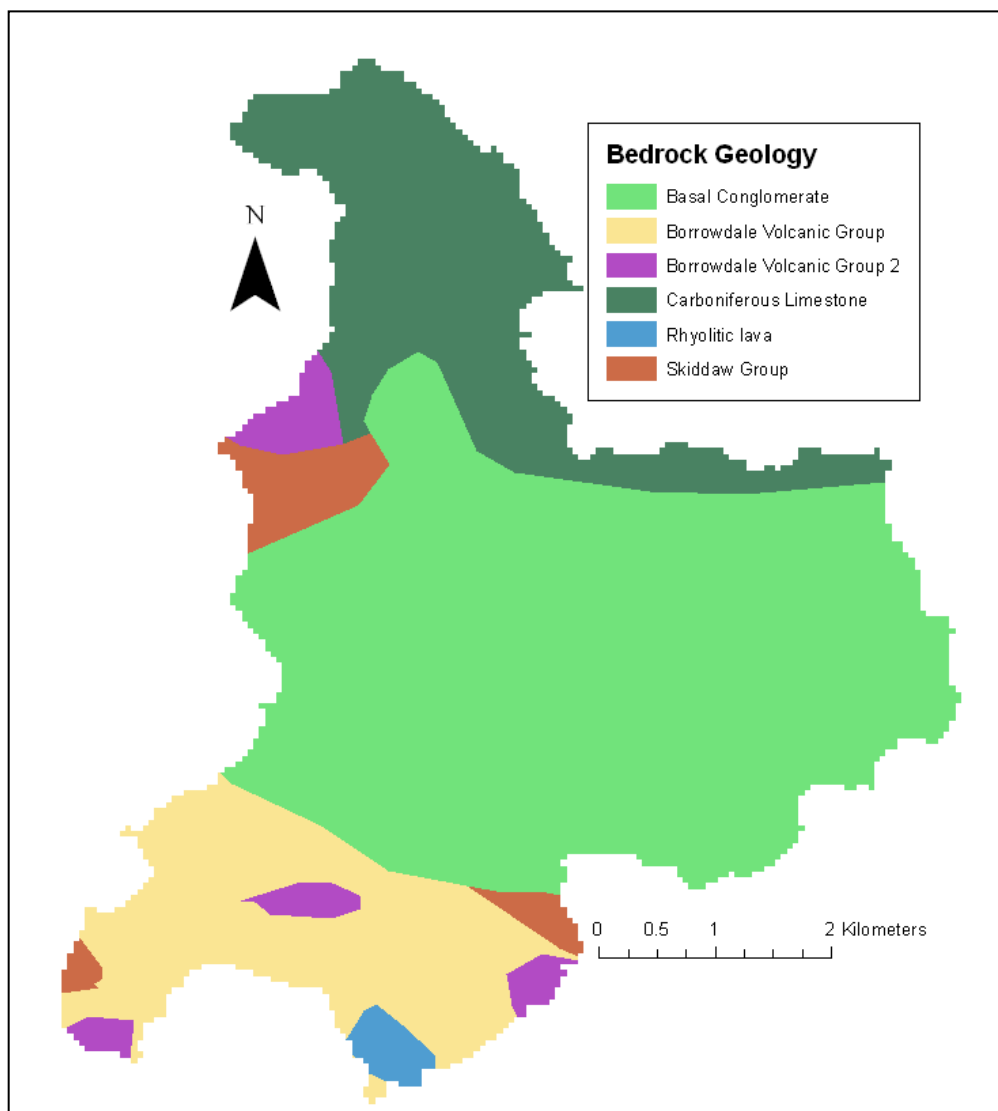 Bedrock Geology
Basal Conglomerate
Borrowdale Volcanic Group
Borrowdale Volcanic Group 2
Carboniferous Limestone
Rhyolitic lava
Skiddaw Group
N
0 0.5 1 2 Kilometers